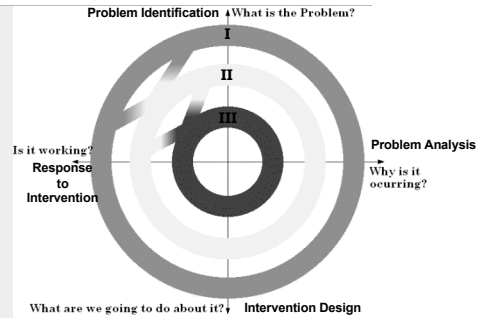 Problem Identification
What is the Problem?
I
II
III
Is it working?
Response
to
Intervention
Problem Analysis
Why is it
ocurring?
What are we going to do about it?
Intervention Design